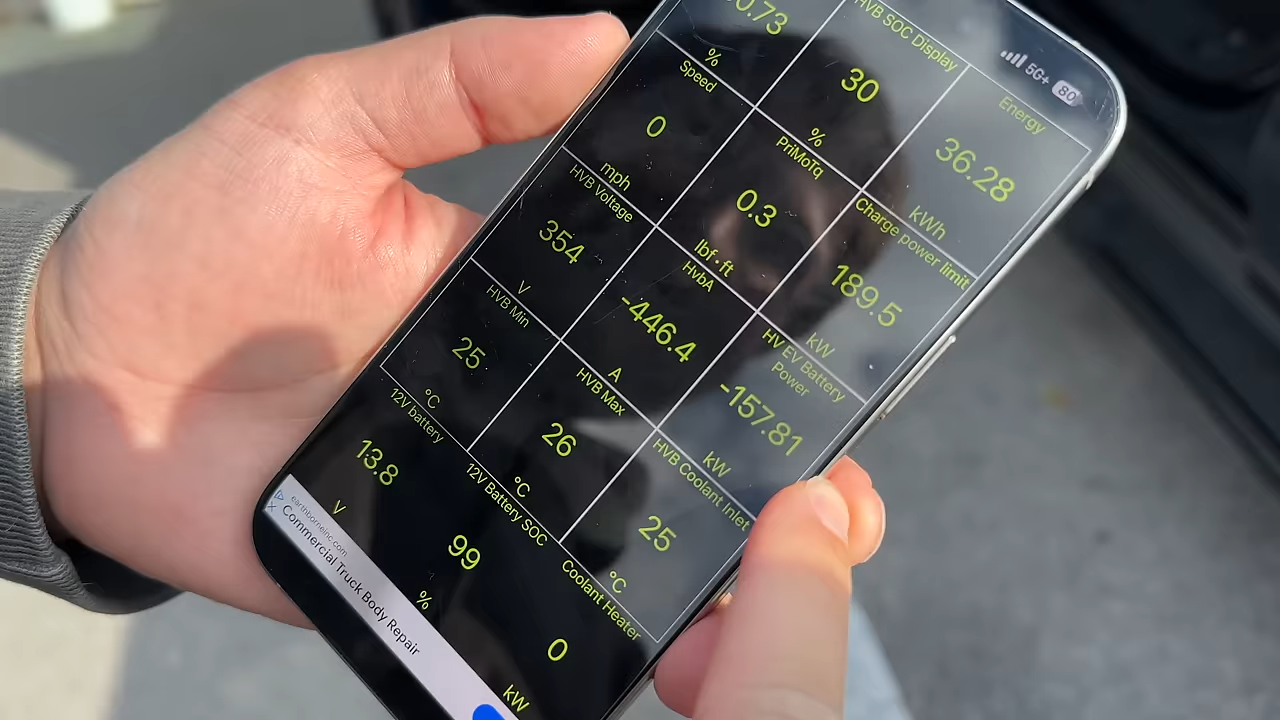 5G+ 80
0.73
%
HVB SOC Display
30
%
Energy
36.28
kWh
Speed
0
mph
PriMoTq
0.3
lbf•ft
Charge power limit
189.5
kW
HVB Voltage
354
V
HvbA
-446.4
A
HV EV Battery
Power
-157.81
kW
HVB Min
25
°C
HVB Max
26
°C
HVB Coolant Inlet
25
°C
12V battery
13.8
V
12V Battery SOC
99
%
Coolant Heater
0
kW
earthborneinc.com
Commercial Truck Body Repair